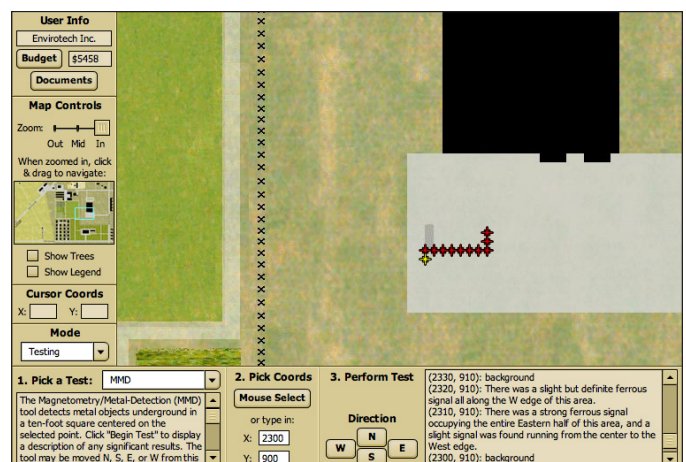 User Info
Envirotech Inc.
Budget $5458
Documents
Map Controls
Zoom:
Out Mid In
When zoomed in, click
& drag to navigate:
Show Trees
Show Legend
Cursor Coords
X: Y:
Mode
Testing
1. Pick a Test: MMD
The Magnetometry/Metal-Detection (MMD)
tool detects metal objects underground in
a ten-foot square centered on the
selected point. Click "Begin Test" to display
a description of any significant results. The
tool may be moved N, S, E, or W from this
2. Pick Coords
Mouse Select
or type in:
X: 2300
Y: 900
3. Perform Test
Direction
N
W E
S
(2330, 910): background
(2320, 910): There was a slight but definite ferrous
signal all along the W edge of this area.
(2310, 910): There was a strong ferrous signal
occupying the entire Eastern half of this area, and a
slight signal was found running from the center to the
West edge.
(2300, 910): background